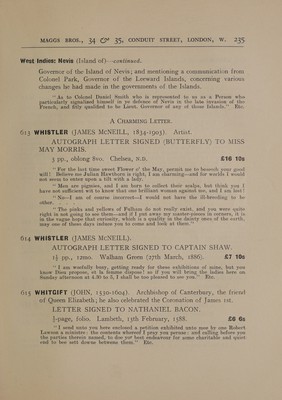 MAGGS BROS., 34 & 35, CONDUIT STREET, LONDON, W. 235
West Indies: Nevis (Island of)—continued.
Governor of the Island of Nevis; and mentioning a communication from
Colonel Park, Governor of the Leeward Islands, concerning various
changes he had made in the governments of the Islands.
"As to Colonel Daniel Smith who is represented to us as a Person who
particularly signalized himself in ye defence of Nevis in the late invasion of the
French, and fitly qualified to be Lieut. Governor of any of those Islands." Etc.
A CHARMING LETTER.
613 WHISTLER (JAMES McNEILL, 1834-1903). Artist.
AUTOGRAPH LETTER SIGNED (BUTTERFLY) TO MISS
MAY MORRIS.
3 pp., oblong 8vo. Chelsea, N.D. £16 10s
"For the last time sweet Flower o' the May, permit me to beseech your good
will! Believe no Julian Hawthorn is right, I am charming—and for worlds I would
not seem to enter upon a tilt with a lady.
"Men are pigmies, and I am born to collect their scalps, but think you I
have not sufficient wit to know that one brilliant woman against me, and I am lost!
"No—I am of course incorrect—I would not have the ill-breeding to be
other.
"The pinks and yellows of Fulham do not really exist, and you were quite
right in not going to see them—and if I put away my master-pieces in corners, it is
in the vague hope that curiosity, which is a quality in the dainty ones of the earth,
may one of these days induce you to come and look at them."
614 WHISTLER (JAMES McNEILL).
AUTOGRAPH LETTER SIGNED TO CAPTAIN SHAW.
1½ pp., 12mo. Walham Green (27th March, 1886). £7 10s
"I am woefully busy, getting ready for these exhibitions of mine, but you
know l'hom propose, et la femme dispose! so if you will bring the ladies here on
Sunday afternoon at 4.30 to 5, I shall be too pleased to see you." Etc.
615 WHITGIFT (JOHN, 1530-1604). Archbishop of Canterbury, the friend
of Queen Elizabeth; he also celebrated the Coronation of James 1st.
LETTER SIGNED TO NATHANIEL BACON.
½-page, folio. Lambeth, 15th February, 1588. £6 6s
"I send unto you here enclosed a petition exhibited unto mee by one Robert
Lawson a minister: the contents whereof I pray you peruse: and calling before you
the parties therein named, to doe yor best endeavour for some charitable and quiet
end to bee sett downe betweene them." Etc.